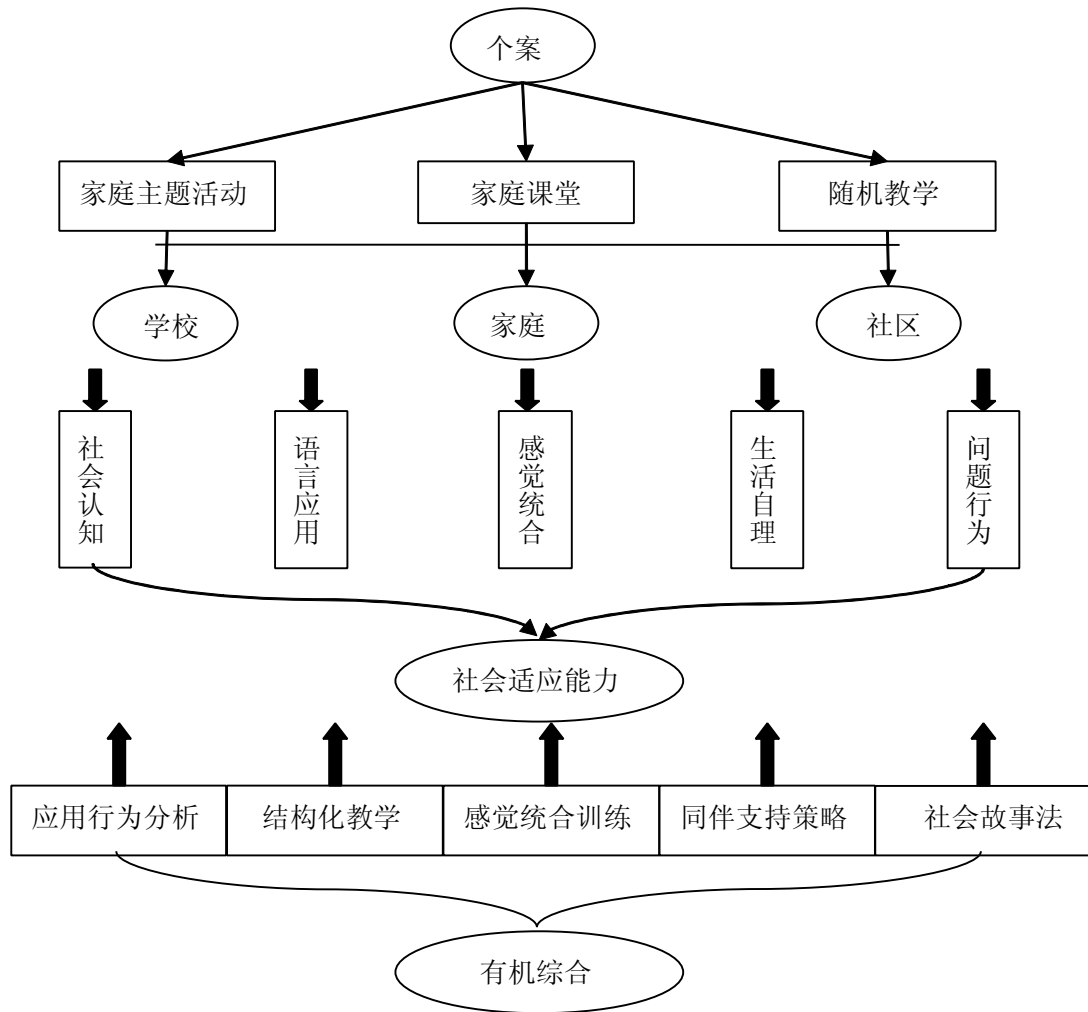 个案
家庭主题活动
家庭课堂
随机教学
学校
家庭
社区
社会认知
语言应用
感觉统合
生活自理
问题行为
社会适应能力
应用行为分析
结构化教学
感觉统合训练
同伴支持策略
社会故事法
有机综合